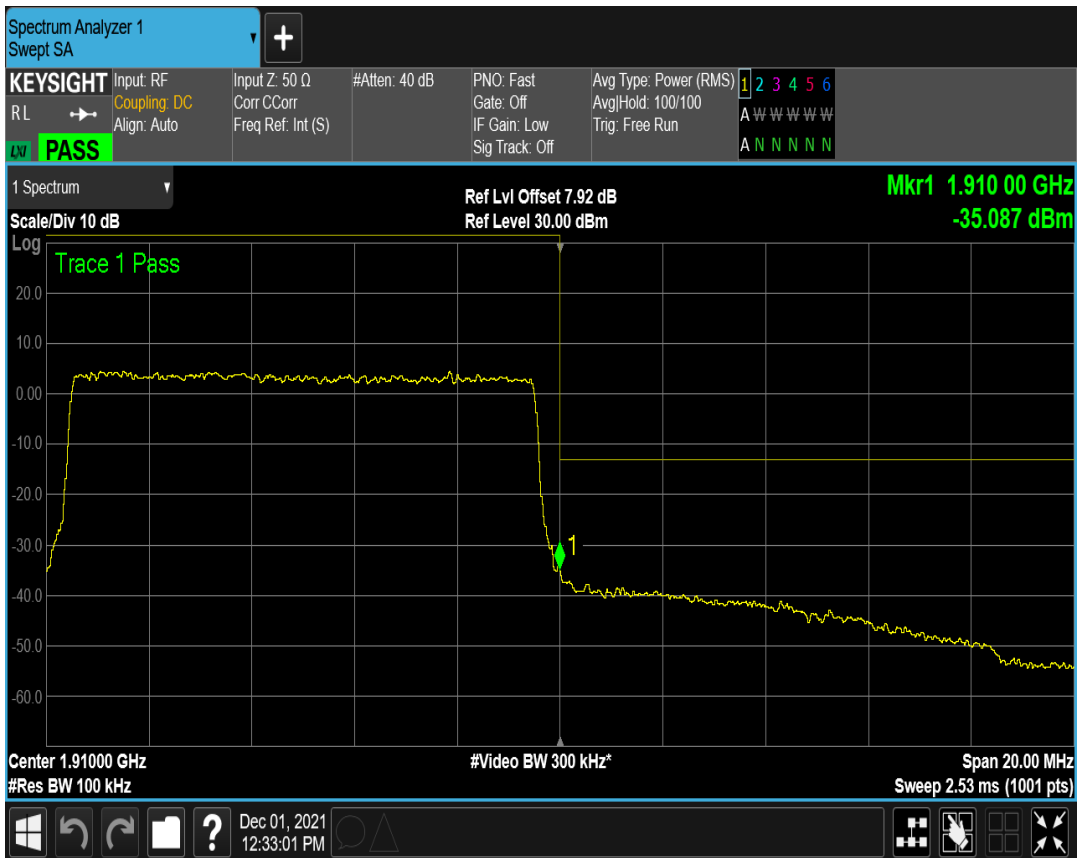 Spectrum Analyzer 1
Swept SA
+
KEYSIGHT
RL
LXI PASS
Input: RF
Coupling: DC
Align: Auto
Input Z: 50 Ω
Corr CCorr
Freq Ref: Int (S)
#Atten: 40 dB
PNO: Fast
Gate: Off
IF Gain: Low
Sig Track: Off
Avg Type: Power (RMS)
Avg|Hold: 100/100
Trig: Free Run
1 2 3 4 5 6
A W W W W W
A N N N N N
1 Spectrum
Scale/Div 10 dB
Ref Lvl Offset 7.92 dB
Ref Level 30.00 dBm
Mkr1 1.910 00 GHz
-35.087 dBm
Log
Trace 1 Pass
20.0
10.0
0.00
-10.0
-20.0
-30.0
-40.0
-50.0
-60.0
1
Center 1.91000 GHz
#Res BW 100 kHz
#Video BW 300 kHz*
Span 20.00 MHz
Sweep 2.53 ms (1001 pts)
?
Dec 01, 2021
12:33:01 PM